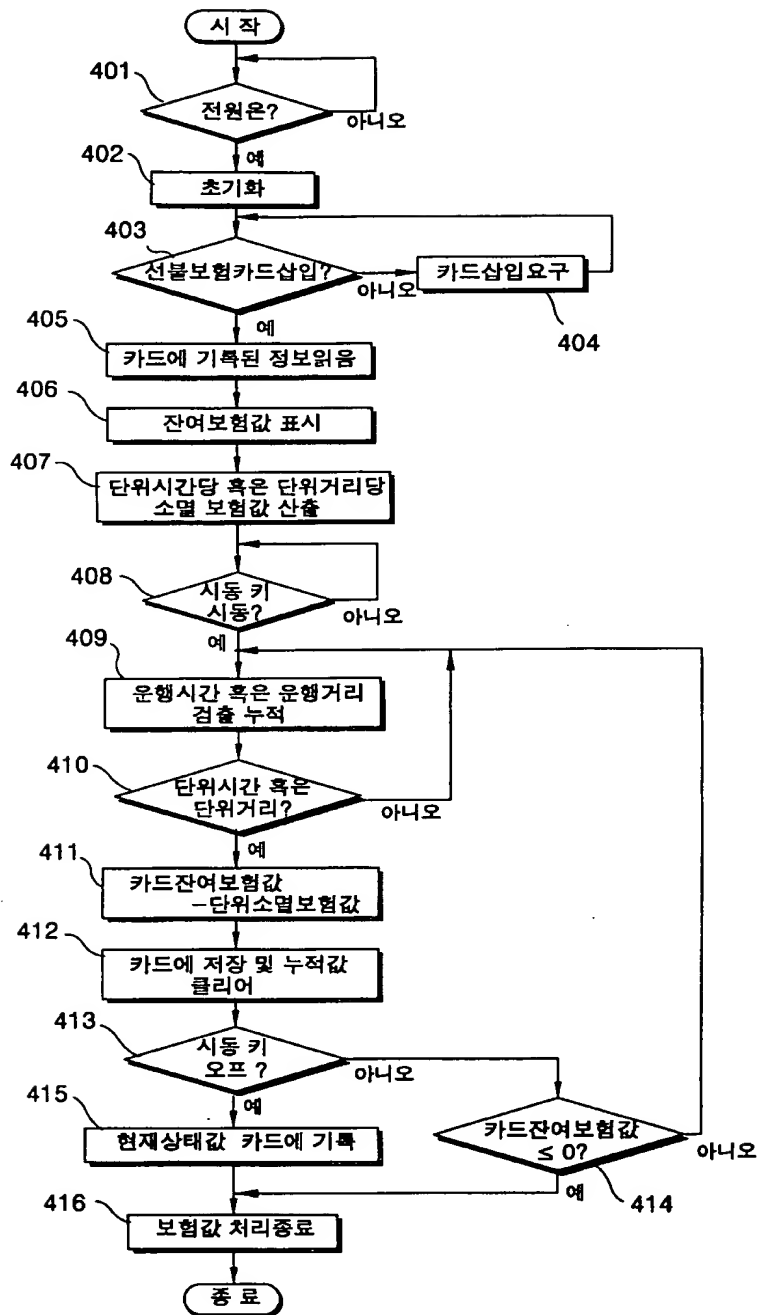 시 작
401
전원온?
아니오
예
402
초기화
403
선불보험카드삽입?
아니오
카드삽입요구
404
예
405
카드에 기록된 정보읽음
406
잔여보험값 표시
407
단위시간당 혹은 단위거리당
소멸 보험값 산출
408
시동 키
시동?
아니오
예
409
운행시간 혹은 운행거리
검출 누적
410
단위시간 혹은
단위거리?
아니오
예
411
카드잔여보험값
-단위소멸보험값
412
카드에 저장 및 누적값
클리어
413
시동 키
오프 ?
아니오
예
415
현재상태값 카드에 기록
카드잔여보험값
≤ 0?
아니오
예
414
416
보험값 처리종료
종 료